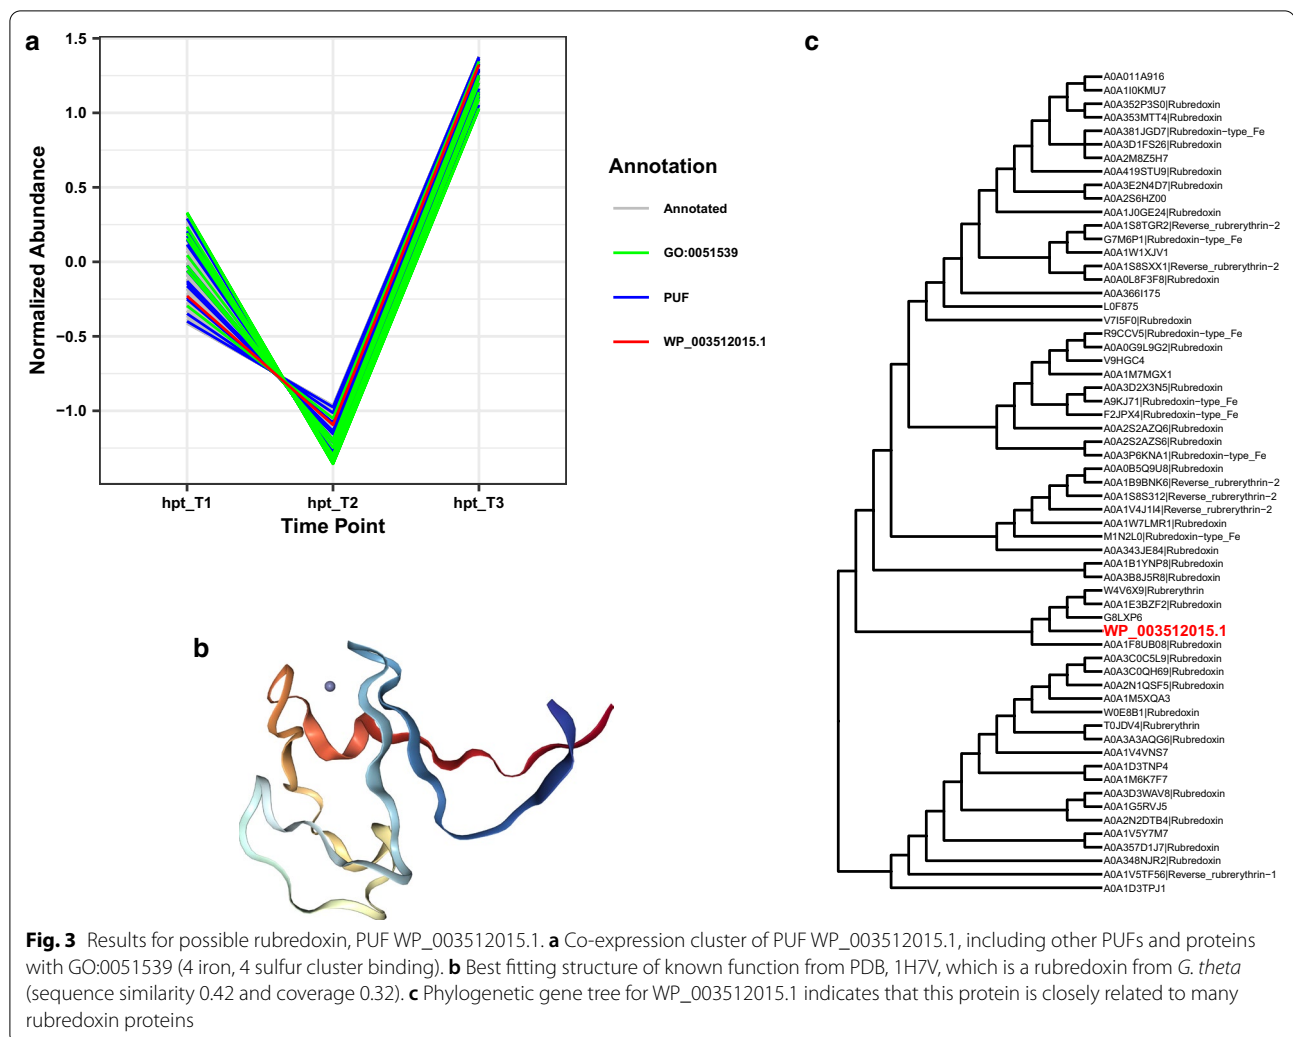 a
1.5
1.0
0.5
0.0
−0.5
−1.0
Normalized Abundance
hpt_T1
hpt_T2
hpt_T3
Time Point
Annotation
Annotated
GO:0051539
PUF
WP_003512015.1
b
c
A0A011A916
A0A1I0KMU7
A0A352P3S0|Rubredoxin
A0A353MTT4|Rubredoxin
A0A381JGD7|Rubredoxin−type_Fe
A0A3D1FS26|Rubredoxin
A0A2M8Z5H7
A0A419STU9|Rubredoxin
A0A3E2N4D7|Rubredoxin
A0A2S6HZ00
A0A1J0GE24|Rubredoxin
A0A1S8TGR2|Reverse_rubrerythrin−2
G7M6P1|Rubredoxin−type_Fe
A0A1W1XJV1
A0A1S8SXX1|Reverse_rubrerythrin−2
A0A0L8F3F8|Rubredoxin
A0A366I175
L0F875
V7I5F0|Rubredoxin
R9CCV5|Rubredoxin−type_Fe
A0A0G9L9G2|Rubredoxin
V9HGC4
A0A1M7MGX1
A0A3D2X3N5|Rubredoxin
A9KJ71|Rubredoxin−type_Fe
F2JPX4|Rubredoxin−type_Fe
A0A2S2AZQ6|Rubredoxin
A0A2S2AZS6|Rubredoxin
A0A3P6KNA1|Rubredoxin−type_Fe
A0A0B5Q9U8|Rubredoxin
A0A1B9BNK6|Reverse_rubrerythrin−2
A0A1S8S312|Reverse_rubrerythrin−2
A0A1V4J1I4|Reverse_rubrerythrin−2
A0A1W7LMR1|Rubredoxin
M1N2L0|Rubredoxin−type_Fe
A0A343JE84|Rubredoxin
A0A1B1YNP8|Rubredoxin
A0A3B8J5R8|Rubredoxin
W4V6X9|Rubrerythrin
A0A1E3BZF2|Rubredoxin
G8LXP6
WP_003512015.1
A0A1F8UB08|Rubredoxin
A0A3C0C5L9|Rubredoxin
A0A3C0QH69|Rubredoxin
A0A2N1QSF5|Rubredoxin
A0A1M5XQA3
W0E8B1|Rubredoxin
T0JDV4|Rubrerythrin
A0A3A3AQG6|Rubredoxin
A0A1V4VNS7
A0A1D3TNP4
A0A1M6K7F7
A0A3D3WAV8|Rubredoxin
A0A1G5RVJ5
A0A2N2DTB4|Rubredoxin
A0A1V5Y7M7
A0A357D1J7|Rubredoxin
A0A348NJR2|Rubredoxin
A0A1V5TF56|Reverse_rubrerythrin−1
A0A1D3TPJ1
Fig. 3 Results for possible rubredoxin, PUF WP_003512015.1. a Co-expression cluster of PUF WP_003512015.1, including other PUFs and proteins
with GO:0051539 (4 iron, 4 sulfur cluster binding). b Best fitting structure of known function from PDB, 1H7V, which is a rubredoxin from G. theta
(sequence similarity 0.42 and coverage 0.32). c Phylogenetic gene tree for WP_003512015.1 indicates that this protein is closely related to many
rubredoxin proteins